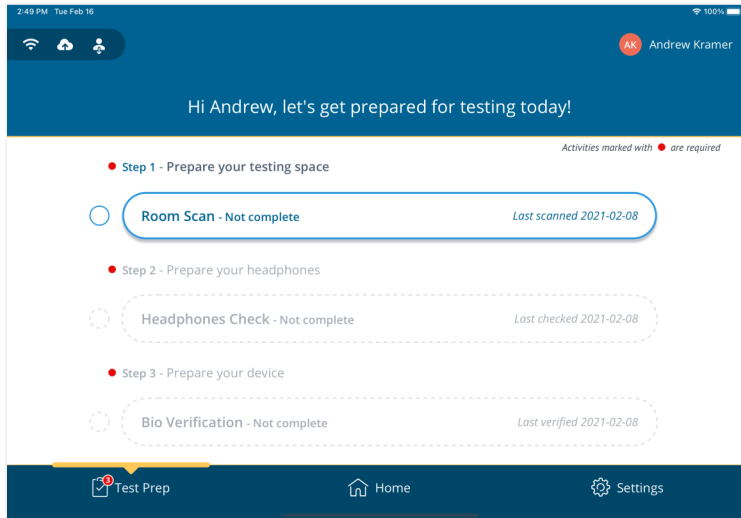 2:49 PM Tue Feb 16
100%
AK Andrew Kramer
Hi Andrew, let's get prepared for testing today!
Activities marked with ● are required
Step 1 - Prepare your testing space
Room Scan - Not complete
Last scanned 2021-02-08
Step 2 - Prepare your headphones
Headphones Check - Not complete
Last checked 2021-02-08
Step 3 - Prepare your device
Bio Verification - Not complete
Last verified 2021-02-08
3
Test Prep
Home
Settings